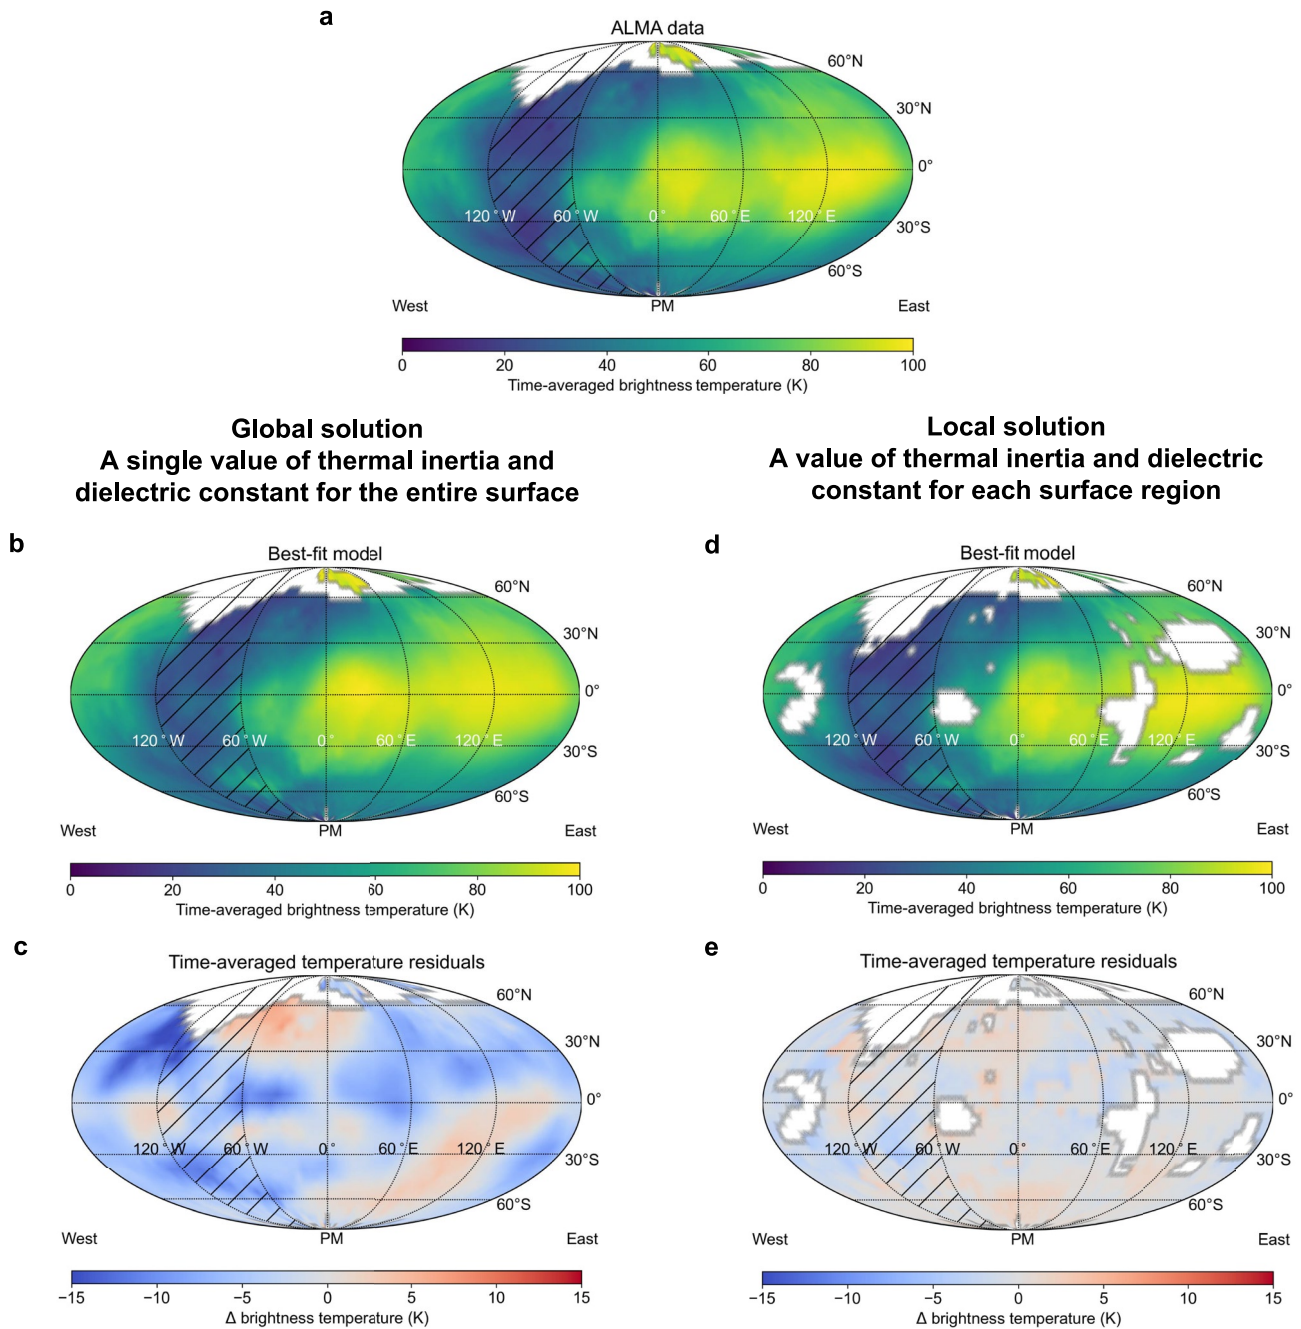 a
ALMA data
60°N
30°N
0°
120°W 60°W 0° 60°E 120°E
30°S
60°S
West PM East
0 20 40 60 80 100
Time-averaged brightness temperature (K)
Global solution
A single value of thermal inertia and
dielectric constant for the entire surface
Local solution
A value of thermal inertia and dielectric
constant for each surface region
b
Best-fit model
60°N
30°N
0°
120°W 60°W 0° 60°E 120°E
30°S
60°S
West PM East
0 20 40 60 80 100
Time-averaged brightness temperature (K)
d
Best-fit model
60°N
30°N
0°
120°W 60°W 0° 60°E 120°E
30°S
60°S
West PM East
0 20 40 60 80 100
Time-averaged brightness temperature (K)
c
Time-averaged temperature residuals
60°N
30°N
0°
120°W 60°W 0° 60°E 120°E
30°S
60°S
West PM East
−15 −10 −5 0 5 10 15
Δ brightness temperature (K)
e
Time-averaged temperature residuals
60°N
30°N
0°
120°W 60°W 0° 60°E 120°E
30°S
60°S
West PM East
−15 −10 −5 0 5 10 15
Δ brightness temperature (K)